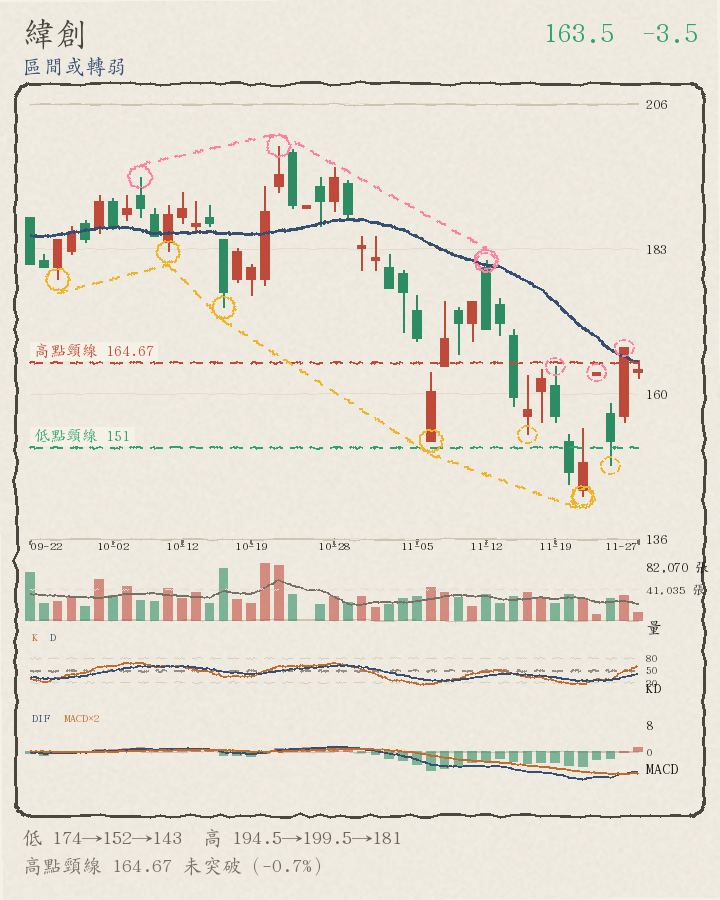 緯創
163.5 -3.5
區間或轉弱
206
183
高點頸線 164.67
160
低點頸線 151
136
09-22 10-02 10-12 10-19 10-28 11-05 11-12 11-19 11-27
82,070 張
41,035 張
量
K D
80
50
20
KD
DIF MACD×2
8
0
MACD
低 174→152→143 高 194.5→199.5→181
高點頸線 164.67 未突破 (-0.7%)